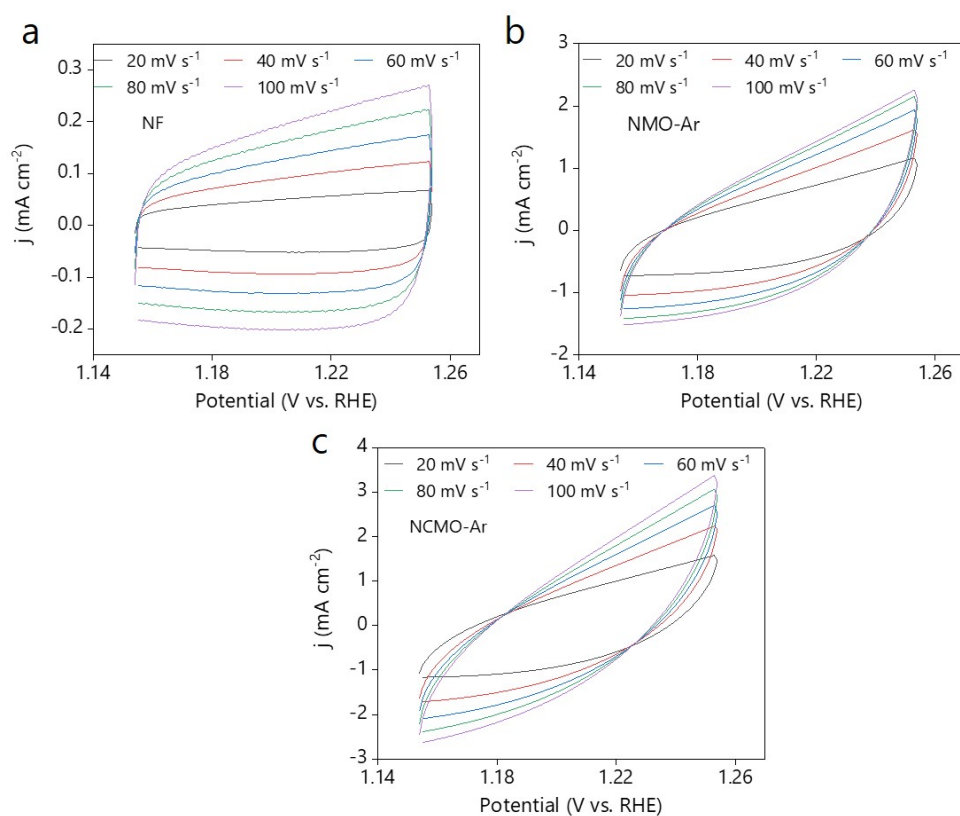 a
20 mV s⁻¹ 40 mV s⁻¹ 60 mV s⁻¹
80 mV s⁻¹ 100 mV s⁻¹
NF
0.3
0.2
0.1
0.0
-0.1
-0.2
j (mA cm⁻²)
1.14 1.18 1.22 1.26
Potential (V vs. RHE)
b
20 mV s⁻¹ 40 mV s⁻¹ 60 mV s⁻¹
80 mV s⁻¹ 100 mV s⁻¹
NMO-Ar
3
2
1
0
-1
-2
j (mA cm⁻²)
1.14 1.18 1.22 1.26
Potential (V vs. RHE)
c
20 mV s⁻¹ 40 mV s⁻¹ 60 mV s⁻¹
80 mV s⁻¹ 100 mV s⁻¹
NCMO-Ar
4
3
2
1
0
-1
-2
-3
j (mA cm⁻²)
1.14 1.18 1.22 1.26
Potential (V vs. RHE)